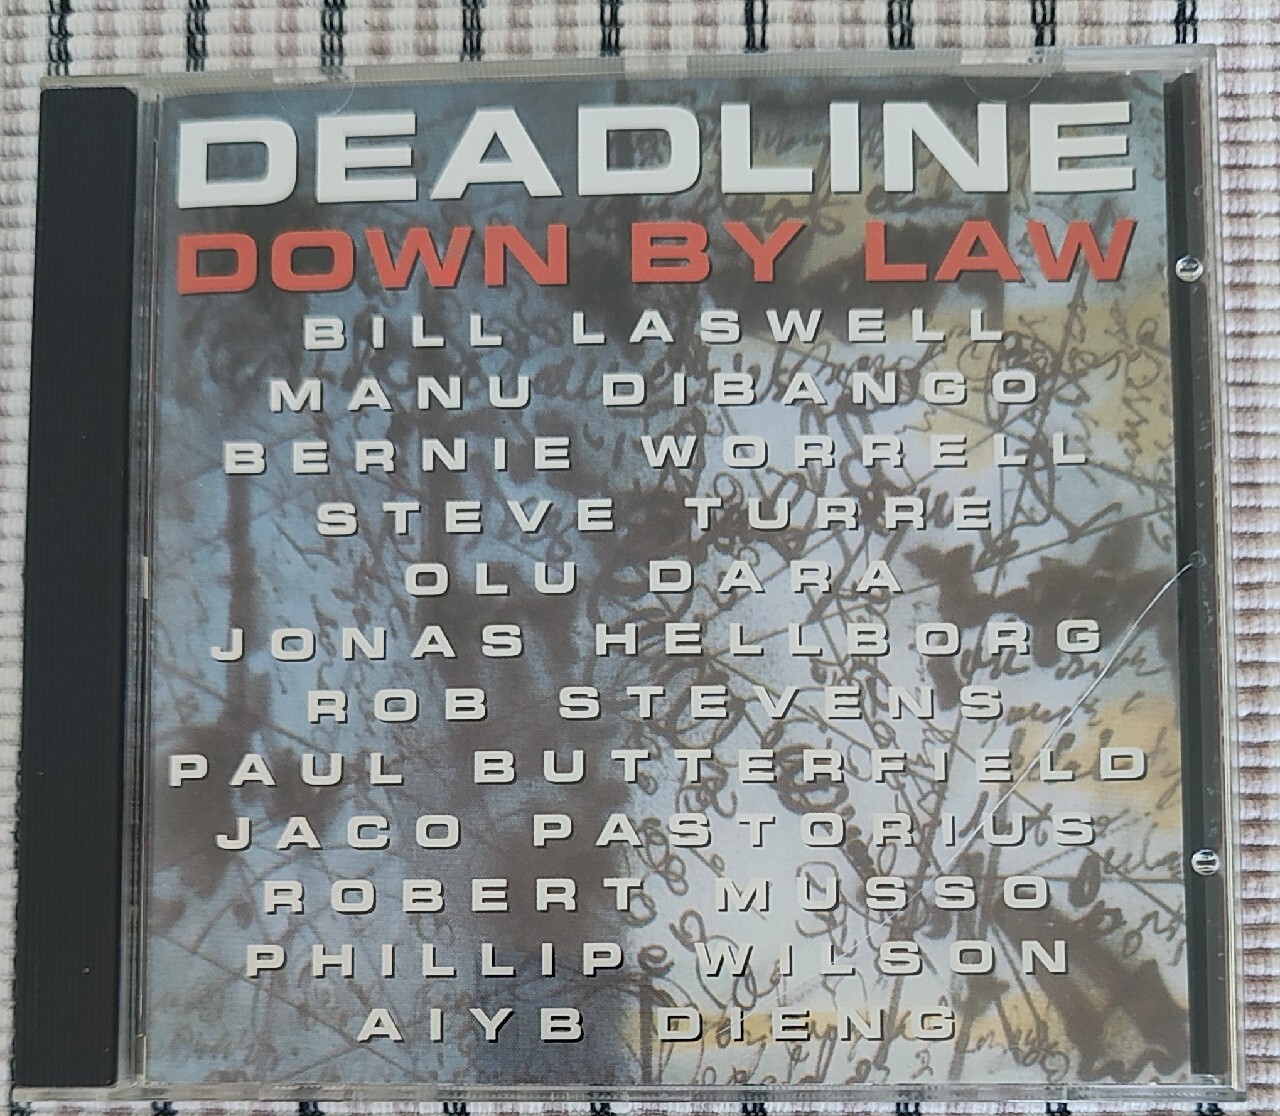 DEADLINE
DOWN BY LAW
BILL LASWELL
MANU DIBANGO
BERNIE WORRELL
STEVE TURRE
OLU DARA
JONAS HELLBORG
ROB STEVENS
PAUL BUTTERFIELD
JACO PASTORIUS
ROBERT MUSSO
PHILLIP WILSON
AIYB DIENG